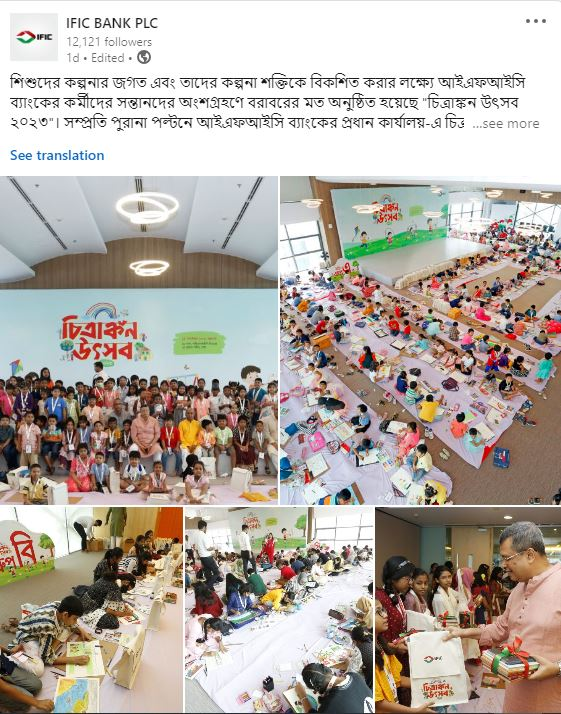 IFIC BANK PLC
12,121 followers
1d • Edited •
শিশুদের কল্পনার জগত এবং তাদের কল্পনা শক্তিকে বিকশিত করার লক্ষ্যে আইএফআইসি
ব্যাংকের কর্মীদের সন্তানদের অংশগ্রহণে বরাবরের মত অনুষ্ঠিত হয়েছে "চিত্রাঙ্কন উৎসব
২০২৩"। সম্প্রতি পুরানা পল্টনে আইএফআইসি ব্যাংকের প্রধান কার্যালয়-এ চিত্র ...see more
See translation
IFIC
চিত্রাঙ্কন
উৎসব
চিত্রাঙ্কন
উৎসব
বি
চিত্রাঙ্কন
উৎসব
IFIC
চিত্রাঙ্কন
উৎসব